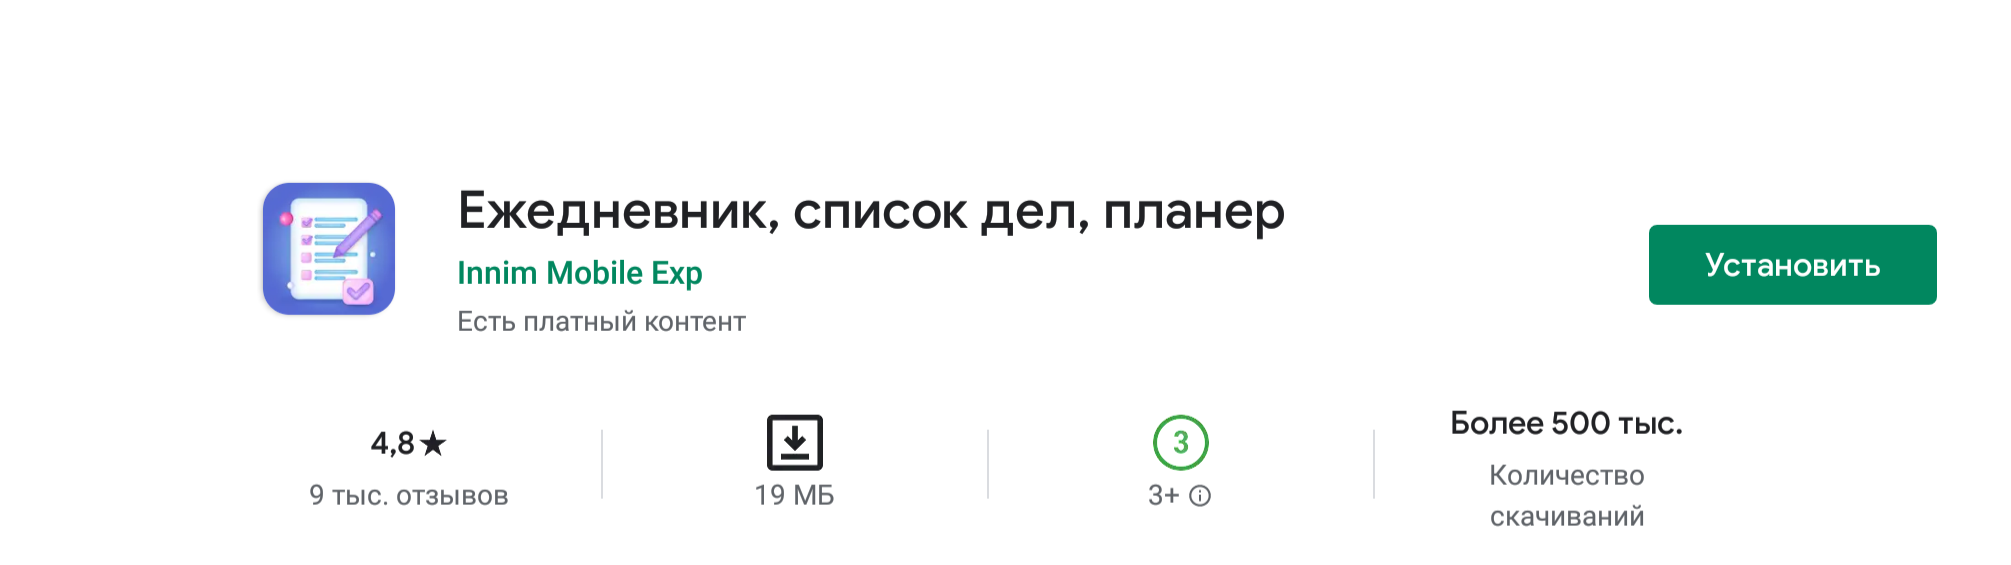 Ежедневник, список дел, планер
Innim Mobile Exp
Есть платный контент
Установить
4,8★
9 тыс. отзывов
19 МБ
3
3+
Более 500 тыс.
Количество
скачиваний